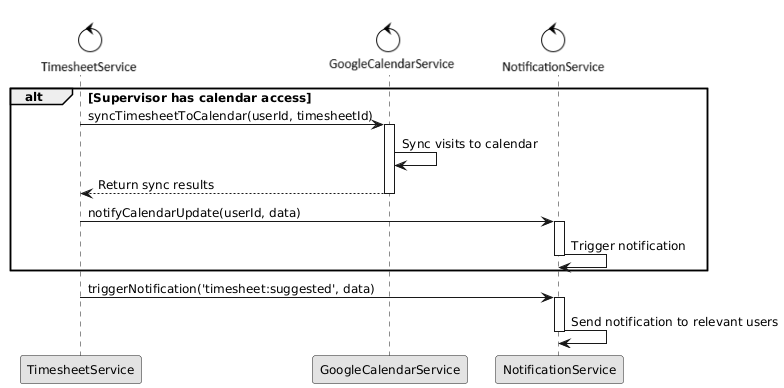 TimesheetService
GoogleCalendarService
NotificationService
alt
[Supervisor has calendar access]
syncTimesheetToCalendar(userId, timesheetId)
Sync visits to calendar
Return sync results
notifyCalendarUpdate(userId, data)
Trigger notification
triggerNotification('timesheet:suggested', data)
Send notification to relevant users
TimesheetService
GoogleCalendarService
NotificationService